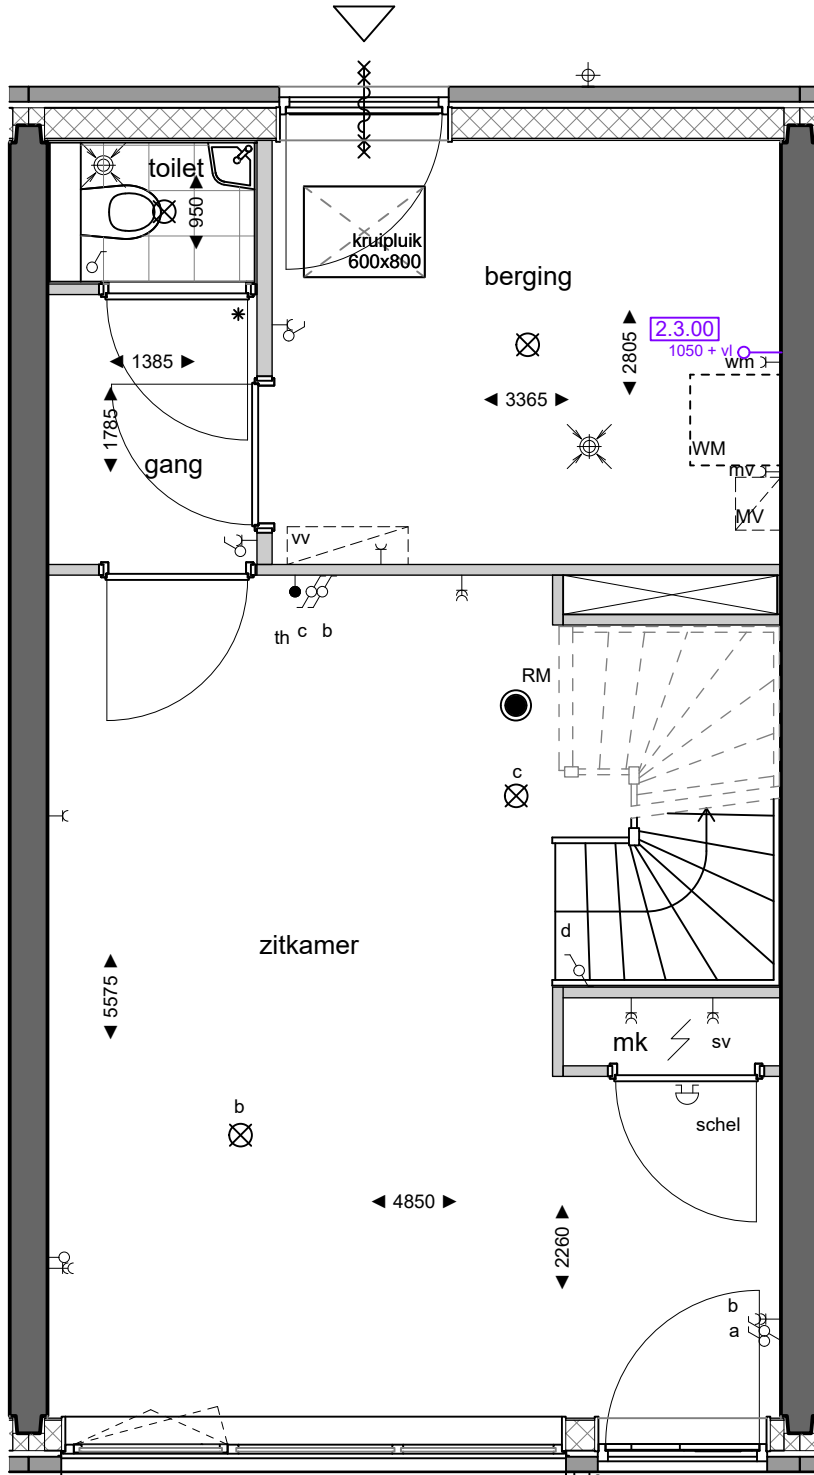 toilet
950
kruipluik
600x800
berging
2805
2.3.00
1050 + vl
wm
1385
3365
1785
gang
WM
mv
MV
vv
th
c
b
RM
c
zitkamer
d
5575
mk
sv
schel
b
4850
2260
b
a